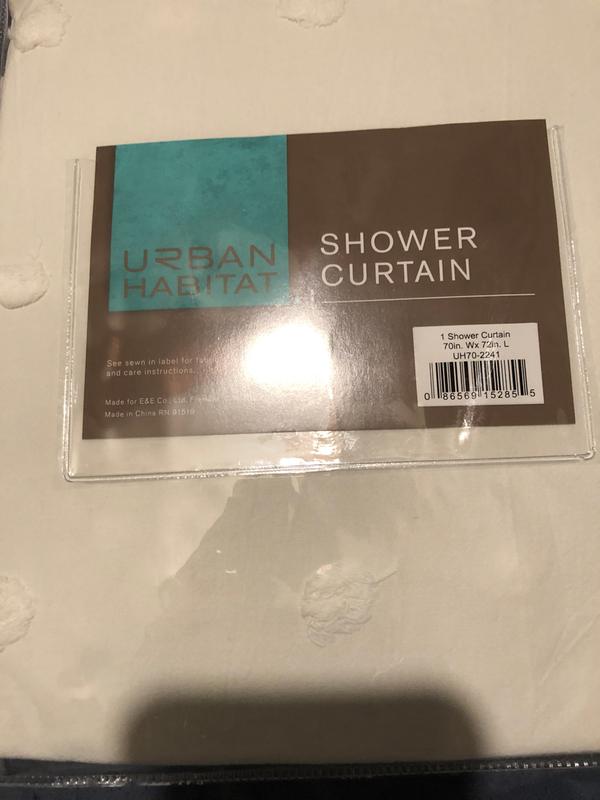 URBAN
HABITAT
SHOWER
CURTAIN
1 Shower Curtain
70in. Wx 72in. L
UH70-2241
0 86569 15285 5
See sewn in label for
and care instructions.
Made for E&E Co., Ltd.
Made in China RN 91519